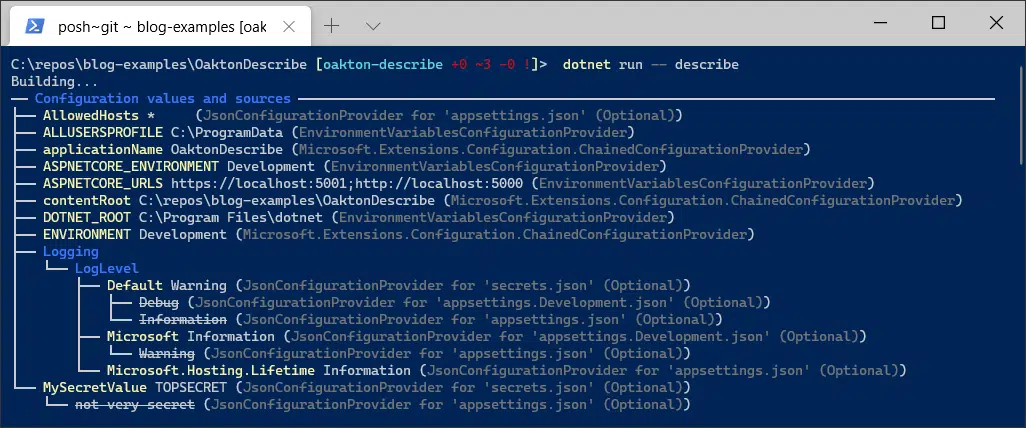 posh~git ~ blog-examples [oak
C:\repos\blog-examples\OaktonDescribe [oakton-describe +0 ~3 -0 !]> dotnet run -- describe
Building...
Configuration values and sources
AllowedHosts * (JsonConfigurationProvider for 'appsettings.json' (Optional))
ALLUSERSPROFILE C:\ProgramData (EnvironmentVariablesConfigurationProvider)
applicationName OaktonDescribe (Microsoft.Extensions.Configuration.ChainedConfigurationProvider)
ASPNETCORE_ENVIRONMENT Development (EnvironmentVariablesConfigurationProvider)
ASPNETCORE_URLS https://localhost:5001;http://localhost:5000 (EnvironmentVariablesConfigurationProvider)
contentRoot C:\repos\blog-examples\OaktonDescribe (Microsoft.Extensions.Configuration.ChainedConfigurationProvider)
DOTNET_ROOT C:\Program Files\dotnet (EnvironmentVariablesConfigurationProvider)
ENVIRONMENT Development (Microsoft.Extensions.Configuration.ChainedConfigurationProvider)
Logging
LogLevel
Default Warning (JsonConfigurationProvider for 'secrets.json' (Optional))
Debug (JsonConfigurationProvider for 'appsettings.Development.json' (Optional))
Information (JsonConfigurationProvider for 'appsettings.json' (Optional))
Microsoft Information (JsonConfigurationProvider for 'appsettings.Development.json' (Optional))
Warning (JsonConfigurationProvider for 'appsettings.json' (Optional))
Microsoft.Hosting.Lifetime Information (JsonConfigurationProvider for 'appsettings.json' (Optional))
MySecretValue TOPSECRET (JsonConfigurationProvider for 'secrets.json' (Optional))
not very secret (JsonConfigurationProvider for 'appsettings.json' (Optional))